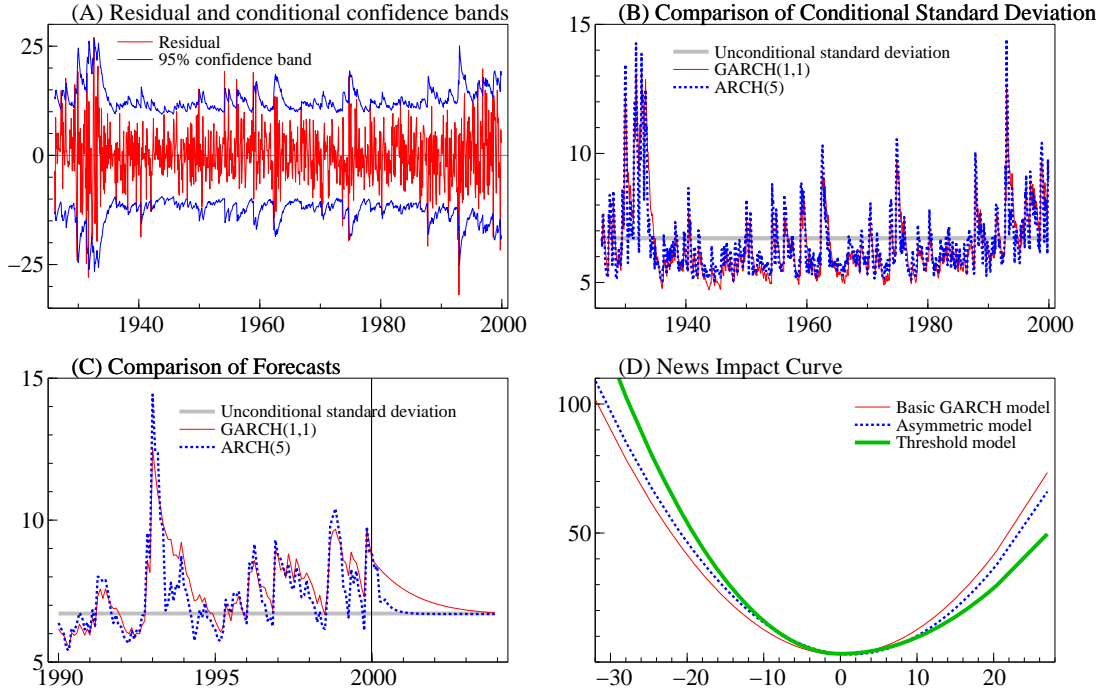 (A) Residual and conditional confidence bands
25
0
−25
Residual
95% confidence band
1940
1960
1980
2000
(B) Comparison of Conditional Standard Deviation
15
10
5
Unconditional standard deviation
GARCH(1,1)
ARCH(5)
1940
1960
1980
2000
(C) Comparison of Forecasts
15
10
5
Unconditional standard deviation
GARCH(1,1)
ARCH(5)
1990
1995
2000
(D) News Impact Curve
100
50
Basic GARCH model
Asymmetric model
Threshold model
−30
−20
−10
0
10
20